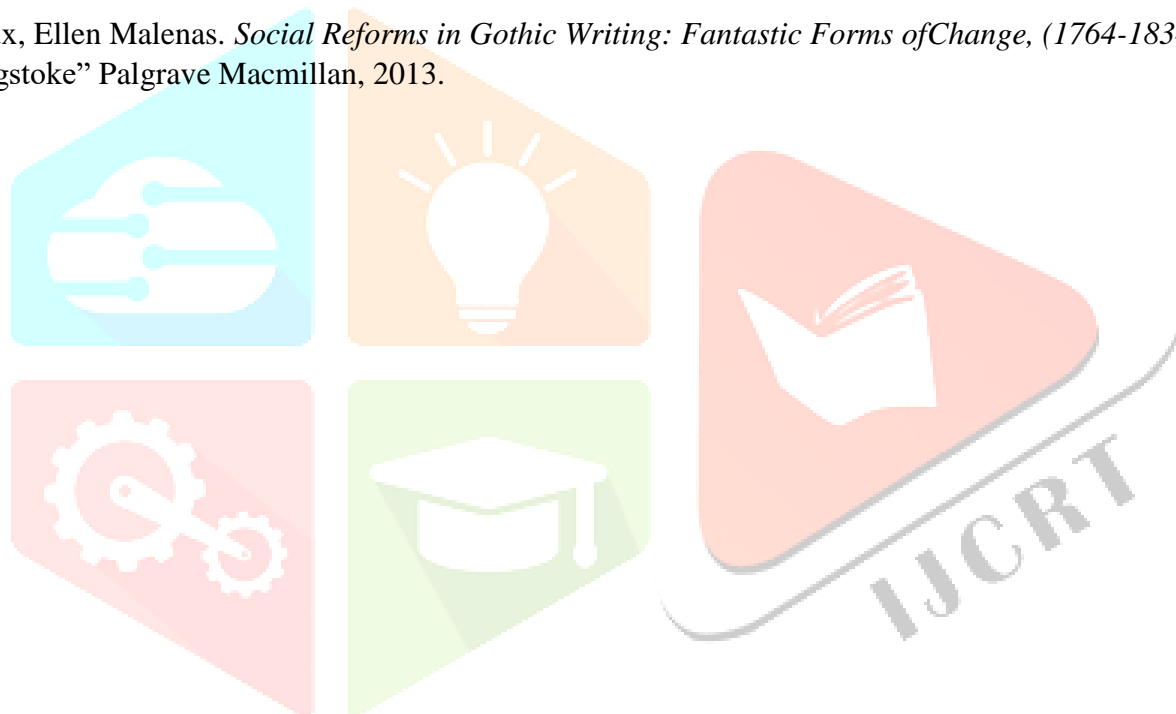 x, Ellen Malenas. Social Reforms in Gothic Writing: Fantastic Forms ofChange, (1764-183
gstoke” Palgrave Macmillan, 2013.
IJCRT